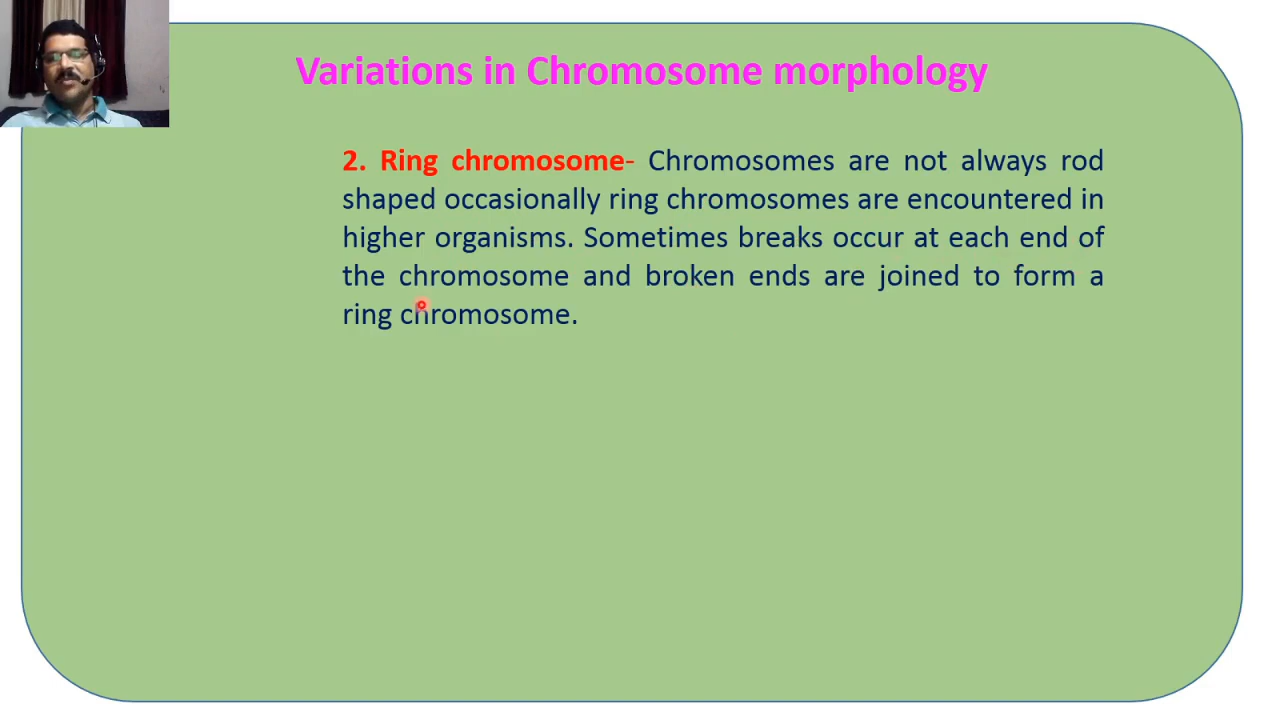 Variations in Chromosome morphology
2. Ring chromosome- Chromosomes are not always rod
shaped occasionally ring chromosomes are encountered in
higher organisms. Sometimes breaks occur at each end of
the chromosome and broken ends are joined to form a
ring chromosome.